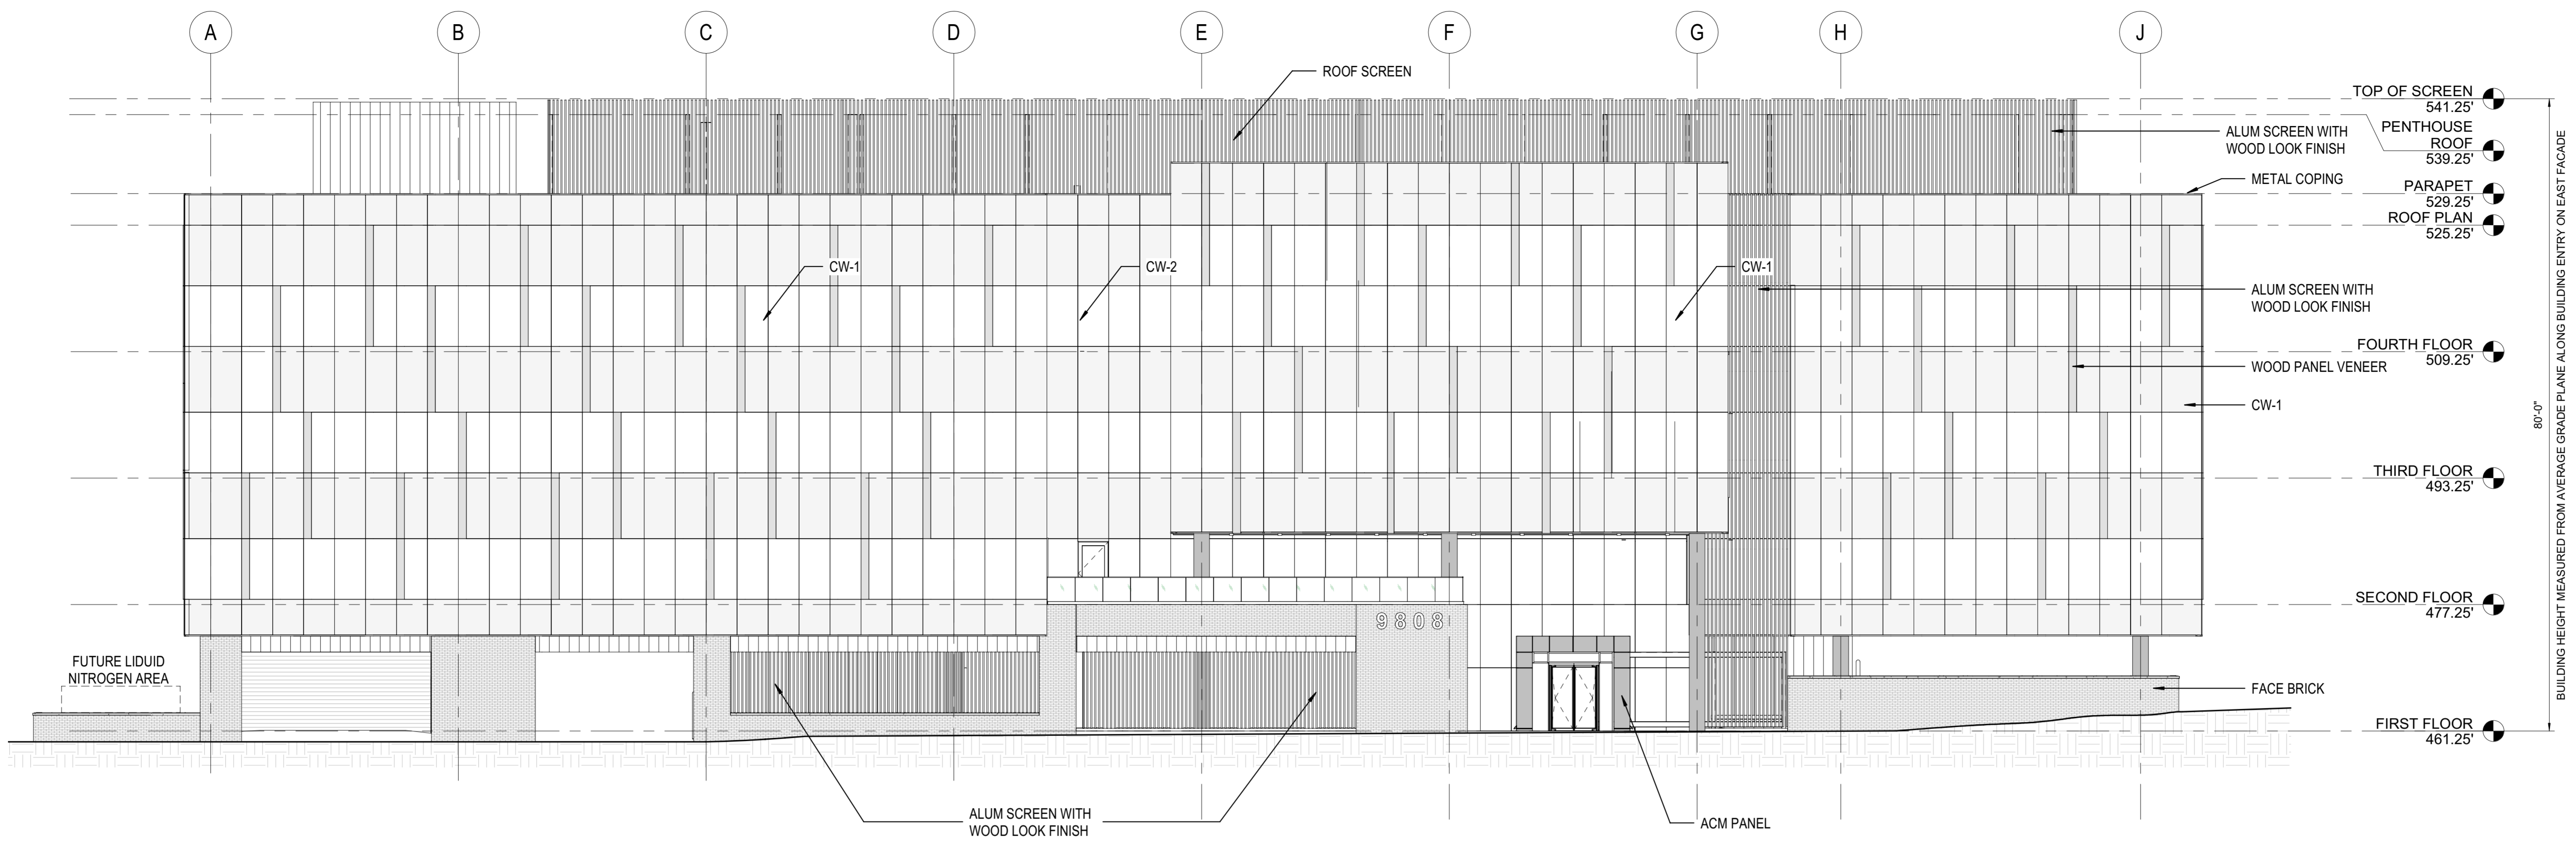 A
B
C
D
E
F
G
H
J
ROOF SCREEN
TOP OF SCREEN
541.25'
ALUM SCREEN WITH
WOOD LOOK FINISH
PENTHOUSE
ROOF
539.25'
METAL COPING
PARAPET
529.25'
ROOF PLAN
525.25'
CW-1
CW-2
CW-1
ALUM SCREEN WITH
WOOD LOOK FINISH
FOURTH FLOOR
509.25'
WOOD PANEL VENEER
CW-1
THIRD FLOOR
493.25'
SECOND FLOOR
477.25'
9808
FUTURE LIDUID
NITROGEN AREA
FACE BRICK
FIRST FLOOR
461.25'
ALUM SCREEN WITH
WOOD LOOK FINISH
ACM PANEL
80'-0"
BUILDING HEIGHT MEASURED FROM AVERAGE GRADE PLANE ALONG BUILDING ENTRY ON EAST FACADE